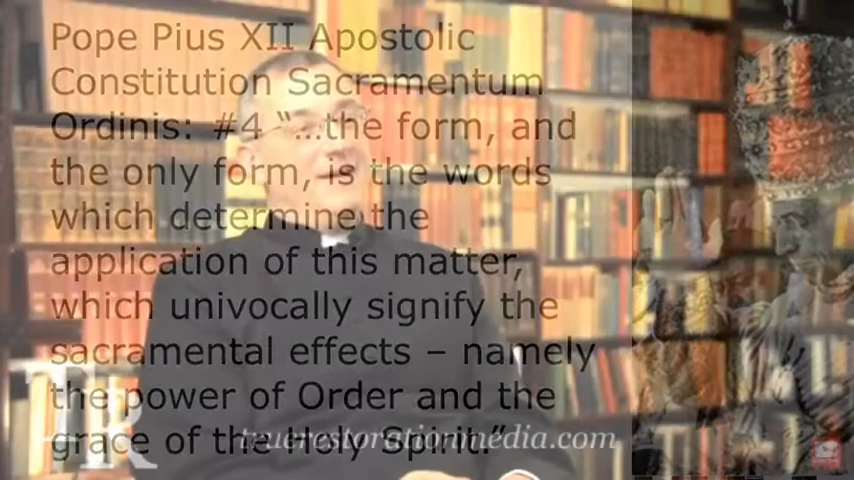 Pope Pius XII Apostolic
Constitution Sacramentum
Ordinis: #4 “...the form, and
the only form, is the words
which determine the
application of this matter,
which univocally signify the
sacramental effects – namely
the power of Order and the
grace of the Holy Spirit.”
TR
truerestorationmedia.com